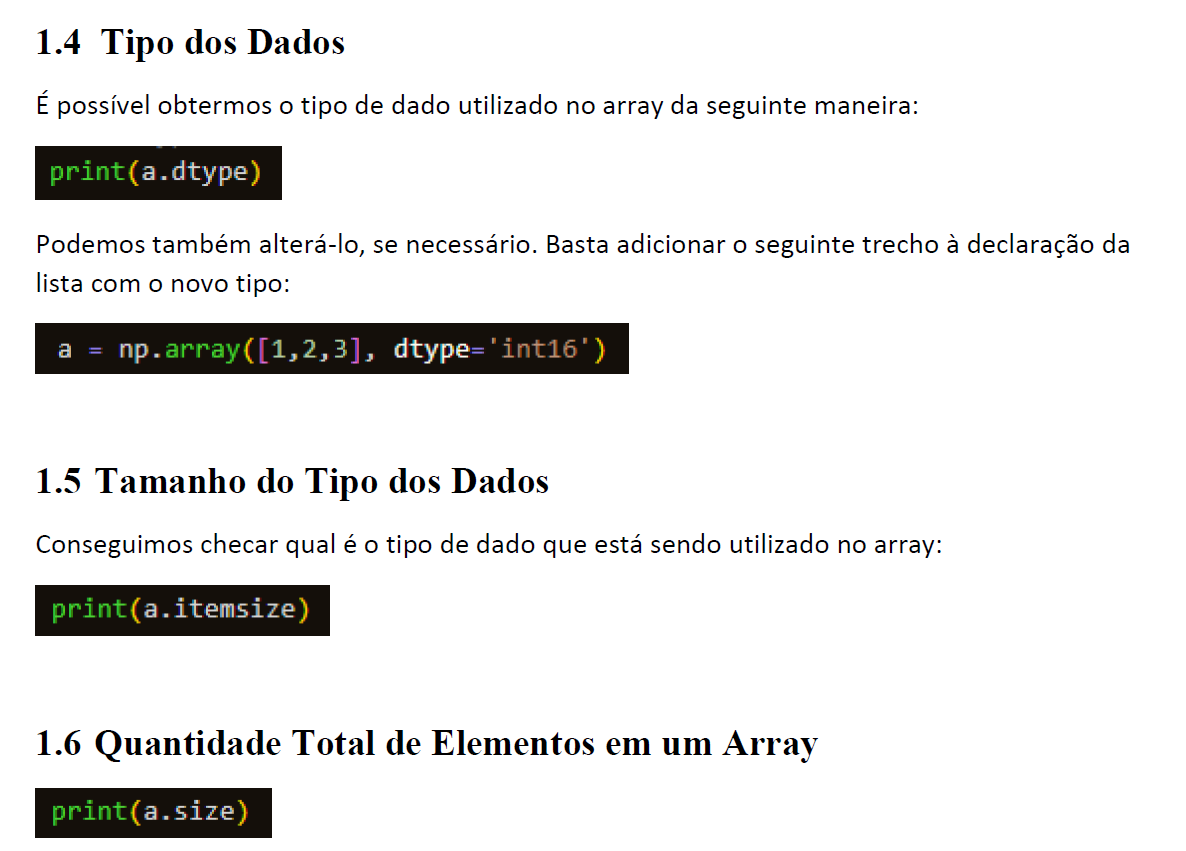 1.4 Tipo dos Dados
É possível obtermos o tipo de dado utilizado no array da seguinte maneira:
print(a.dtype)
Podemos também alterá-lo, se necessário. Basta adicionar o seguinte trecho à declaração da
lista com o novo tipo:
a = np.array([1,2,3], dtype='int16')
1.5 Tamanho do Tipo dos Dados
Conseguimos checar qual é o tipo de dado que está sendo utilizado no array:
print(a.itemsize)
1.6 Quantidade Total de Elementos em um Array
print(a.size)